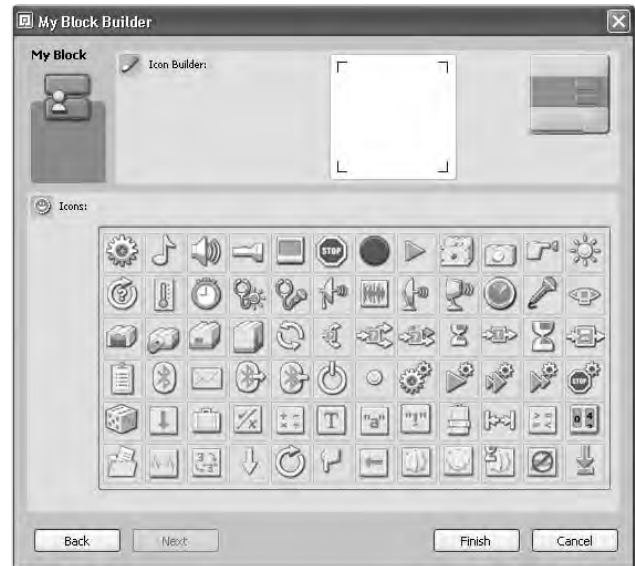 My Block Builder
My Block
Icon Builder:
Icons:
STOP
STOP
T
"a"
"!"
Back
Next
Finish
Cancel